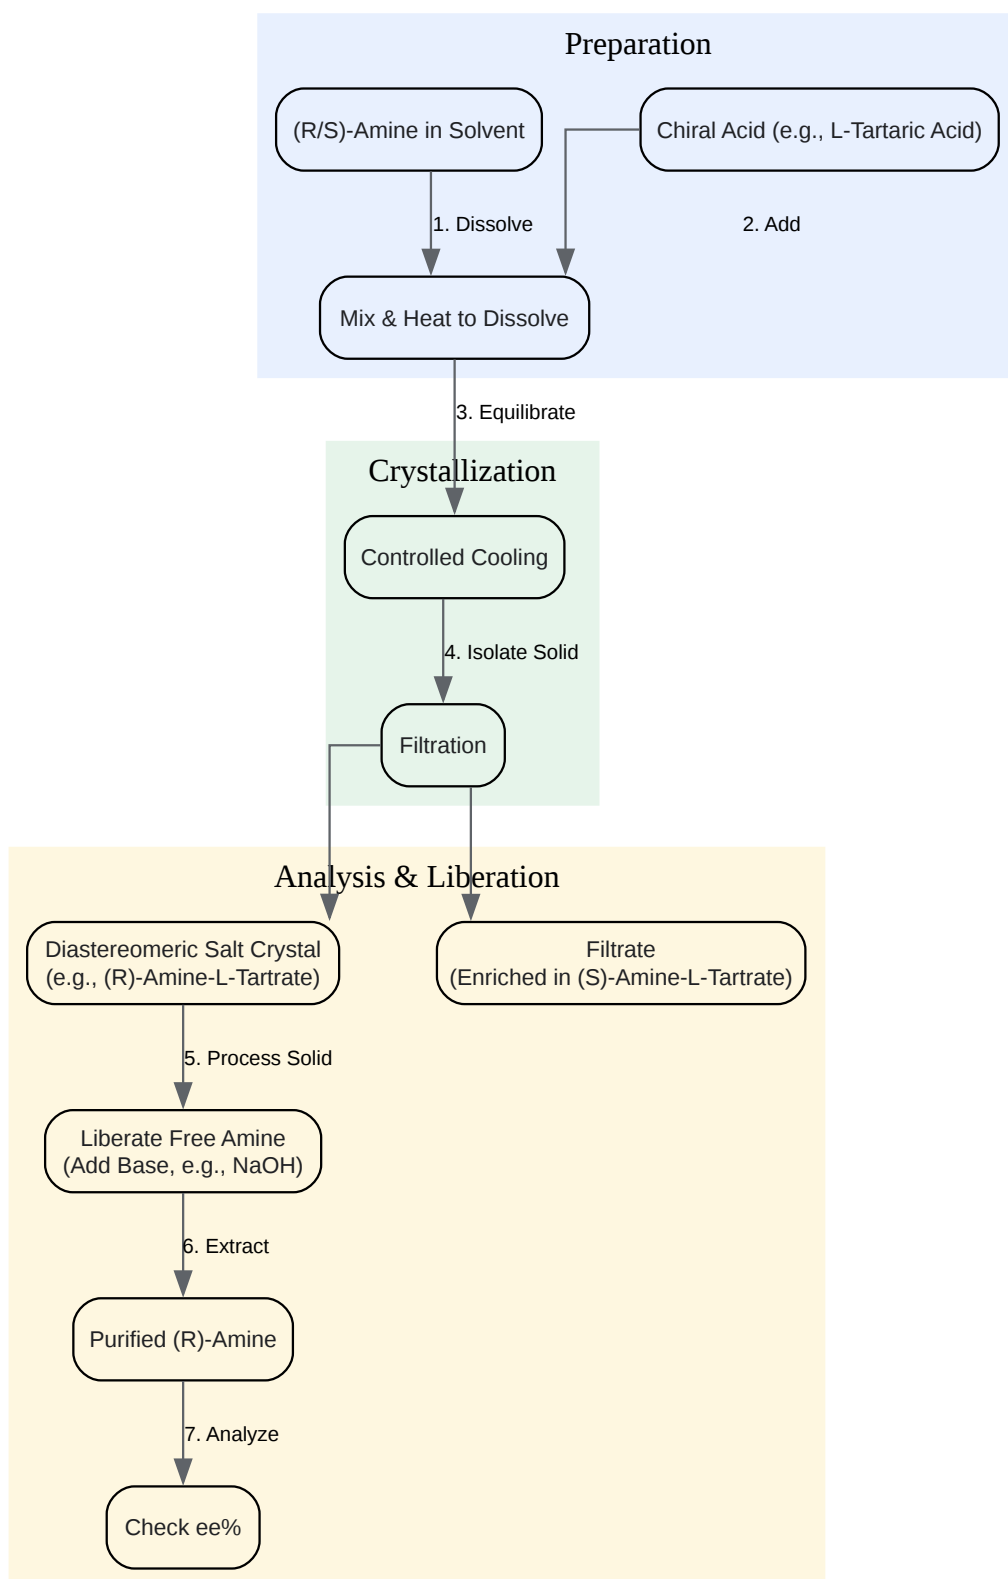 Preparation
(R/S)-Amine in Solvent
Chiral Acid (e.g., L-Tartaric Acid)
1. Dissolve
2. Add
Mix & Heat to Dissolve
3. Equilibrate
Crystallization
Controlled Cooling
4. Isolate Solid
Filtration
Analysis & Liberation
Diastereomeric Salt Crystal
(e.g., (R)-Amine-L-Tartrate)
Filtrate
(Enriched in (S)-Amine-L-Tartrate)
5. Process Solid
Liberate Free Amine
(Add Base, e.g., NaOH)
6. Extract
Purified (R)-Amine
7. Analyze
Check ee%